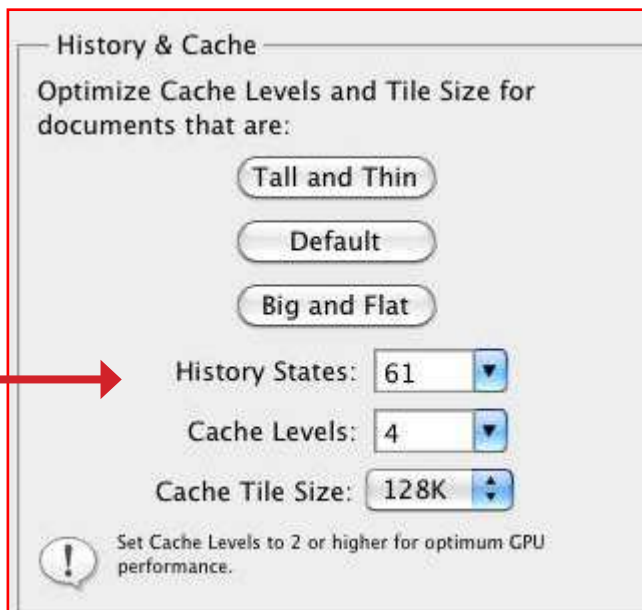 History & Cache
Optimize Cache Levels and Tile Size for
documents that are:
Tall and Thin
Default
Big and Flat
History States: 61
Cache Levels: 4
Cache Tile Size: 128K
Set Cache Levels to 2 or higher for optimum GPU
performance.